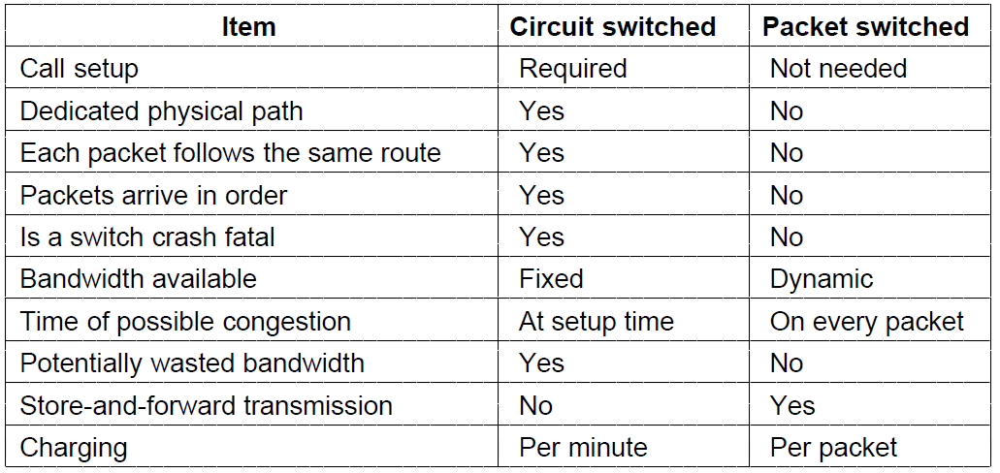 Item Circuit switched Packet switched
Call setup Required Not needed
Dedicated physical path Yes No
Each packet follows the same route Yes No
Packets arrive in order Yes No
Is a switch crash fatal Yes No
Bandwidth available Fixed Dynamic
Time of possible congestion At setup time On every packet
Potentially wasted bandwidth Yes No
Store-and-forward transmission No Yes
Charging Per minute Per packet